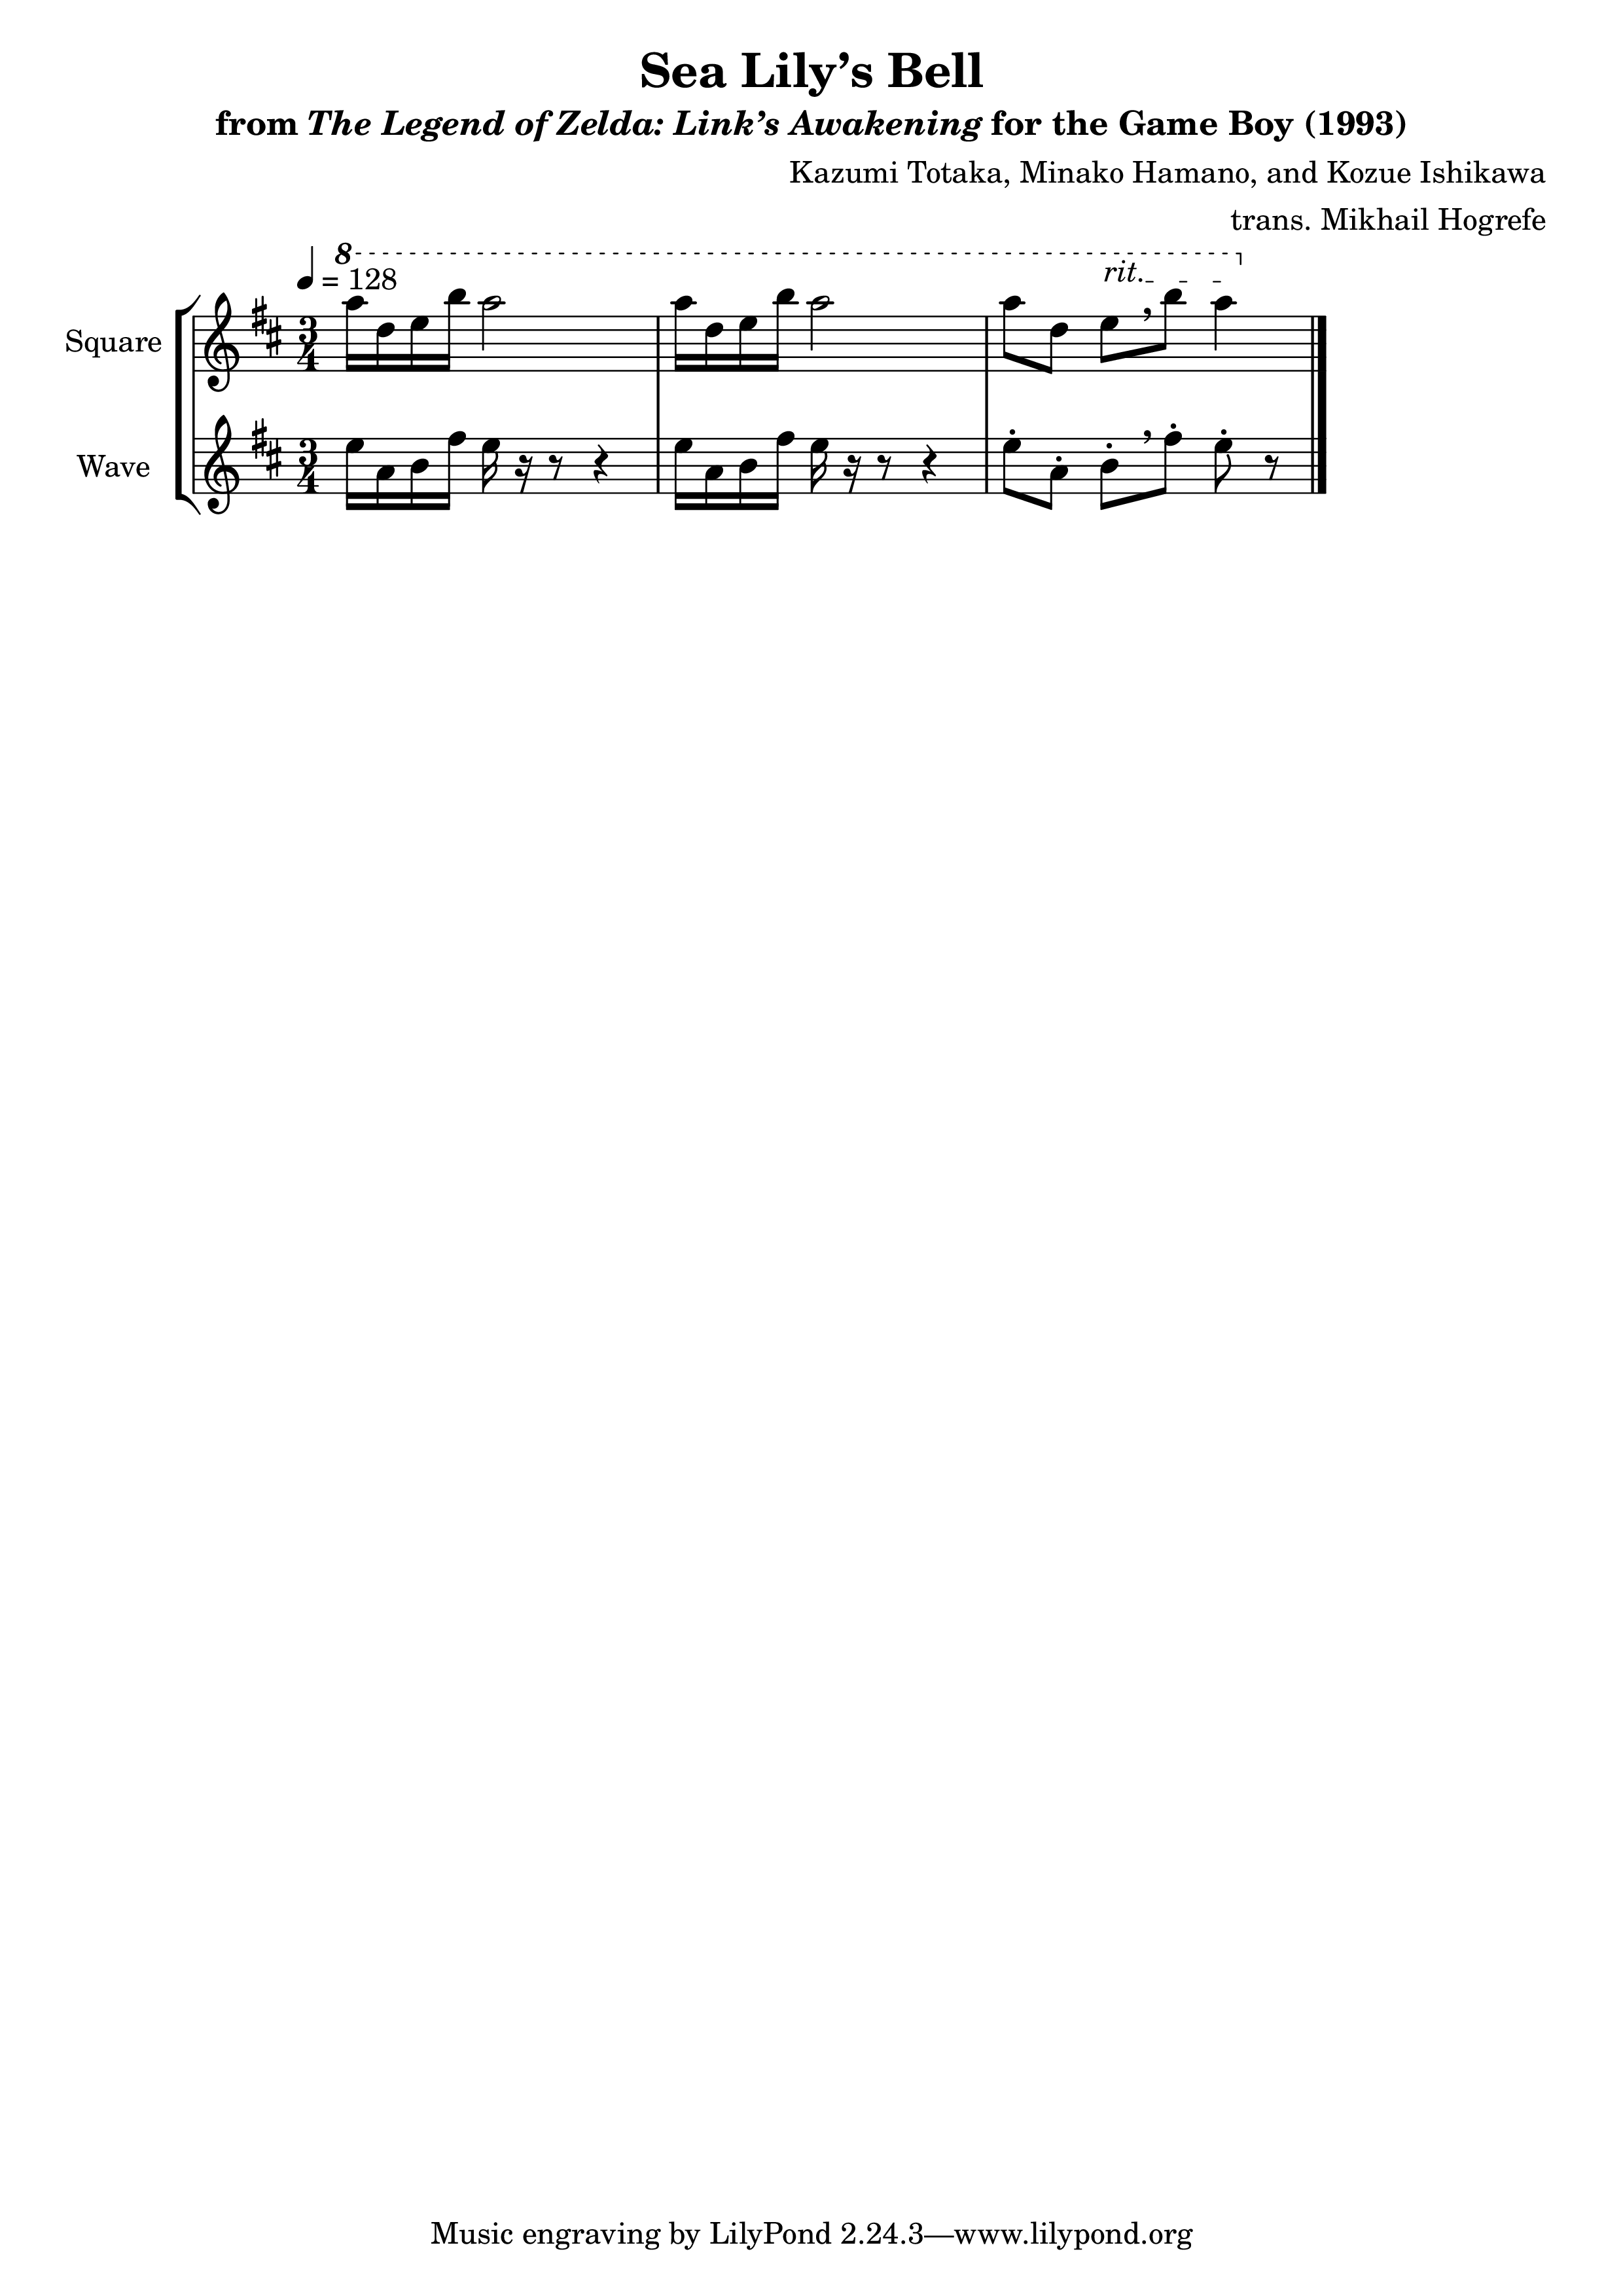 Sea Lily’s Bell
from The Legend of Zelda: Link’s Awakening for the Game Boy (1993)
Kazumi Totaka, Minako Hamano, and Kozue Ishikawa
trans. Mikhail Hogrefe
8
= 128
rit.
Square
3
4
Wave
3
4
Music engraving by LilyPond 2.24.3—www.lilypond.org